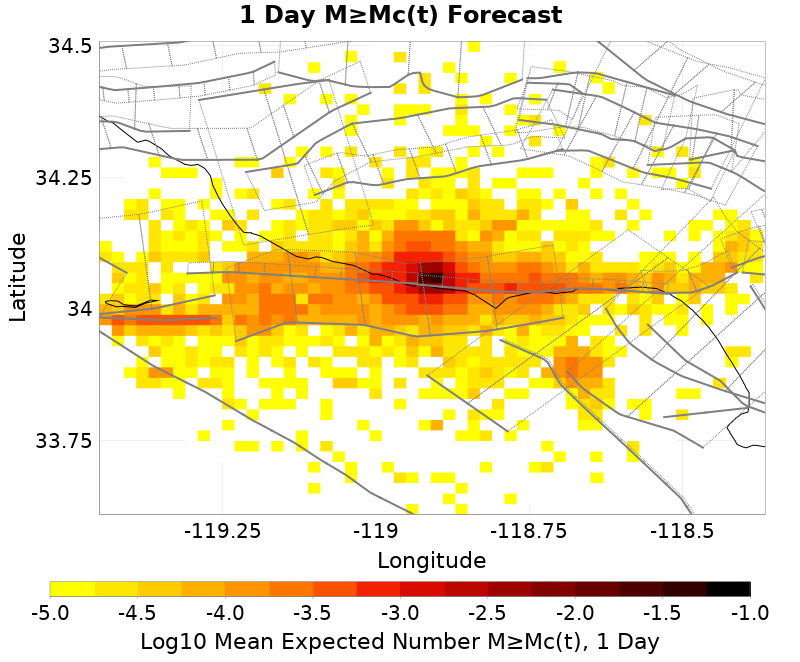 1 Day M≥Mc(t) Forecast
34.5
34.25
34
33.75
Latitude
-119.25 -119 -118.75 -118.5
Longitude
-5.0 -4.5 -4.0 -3.5 -3.0 -2.5 -2.0 -1.5 -1.0
Log10 Mean Expected Number M≥Mc(t), 1 Day